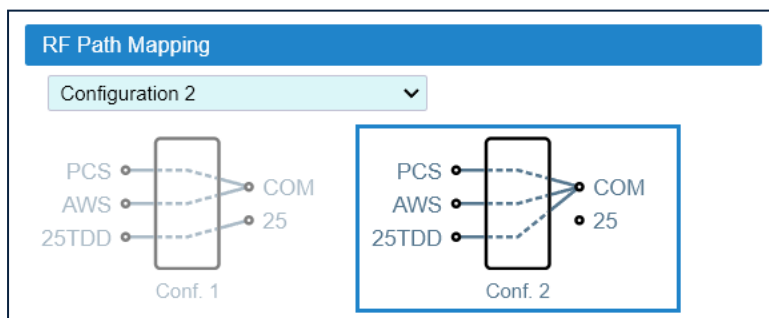 RF Path Mapping
Configuration 2
PCS
COM
AWS
25
25TDD
Conf. 1
PCS
COM
AWS
25
25TDD
Conf. 2